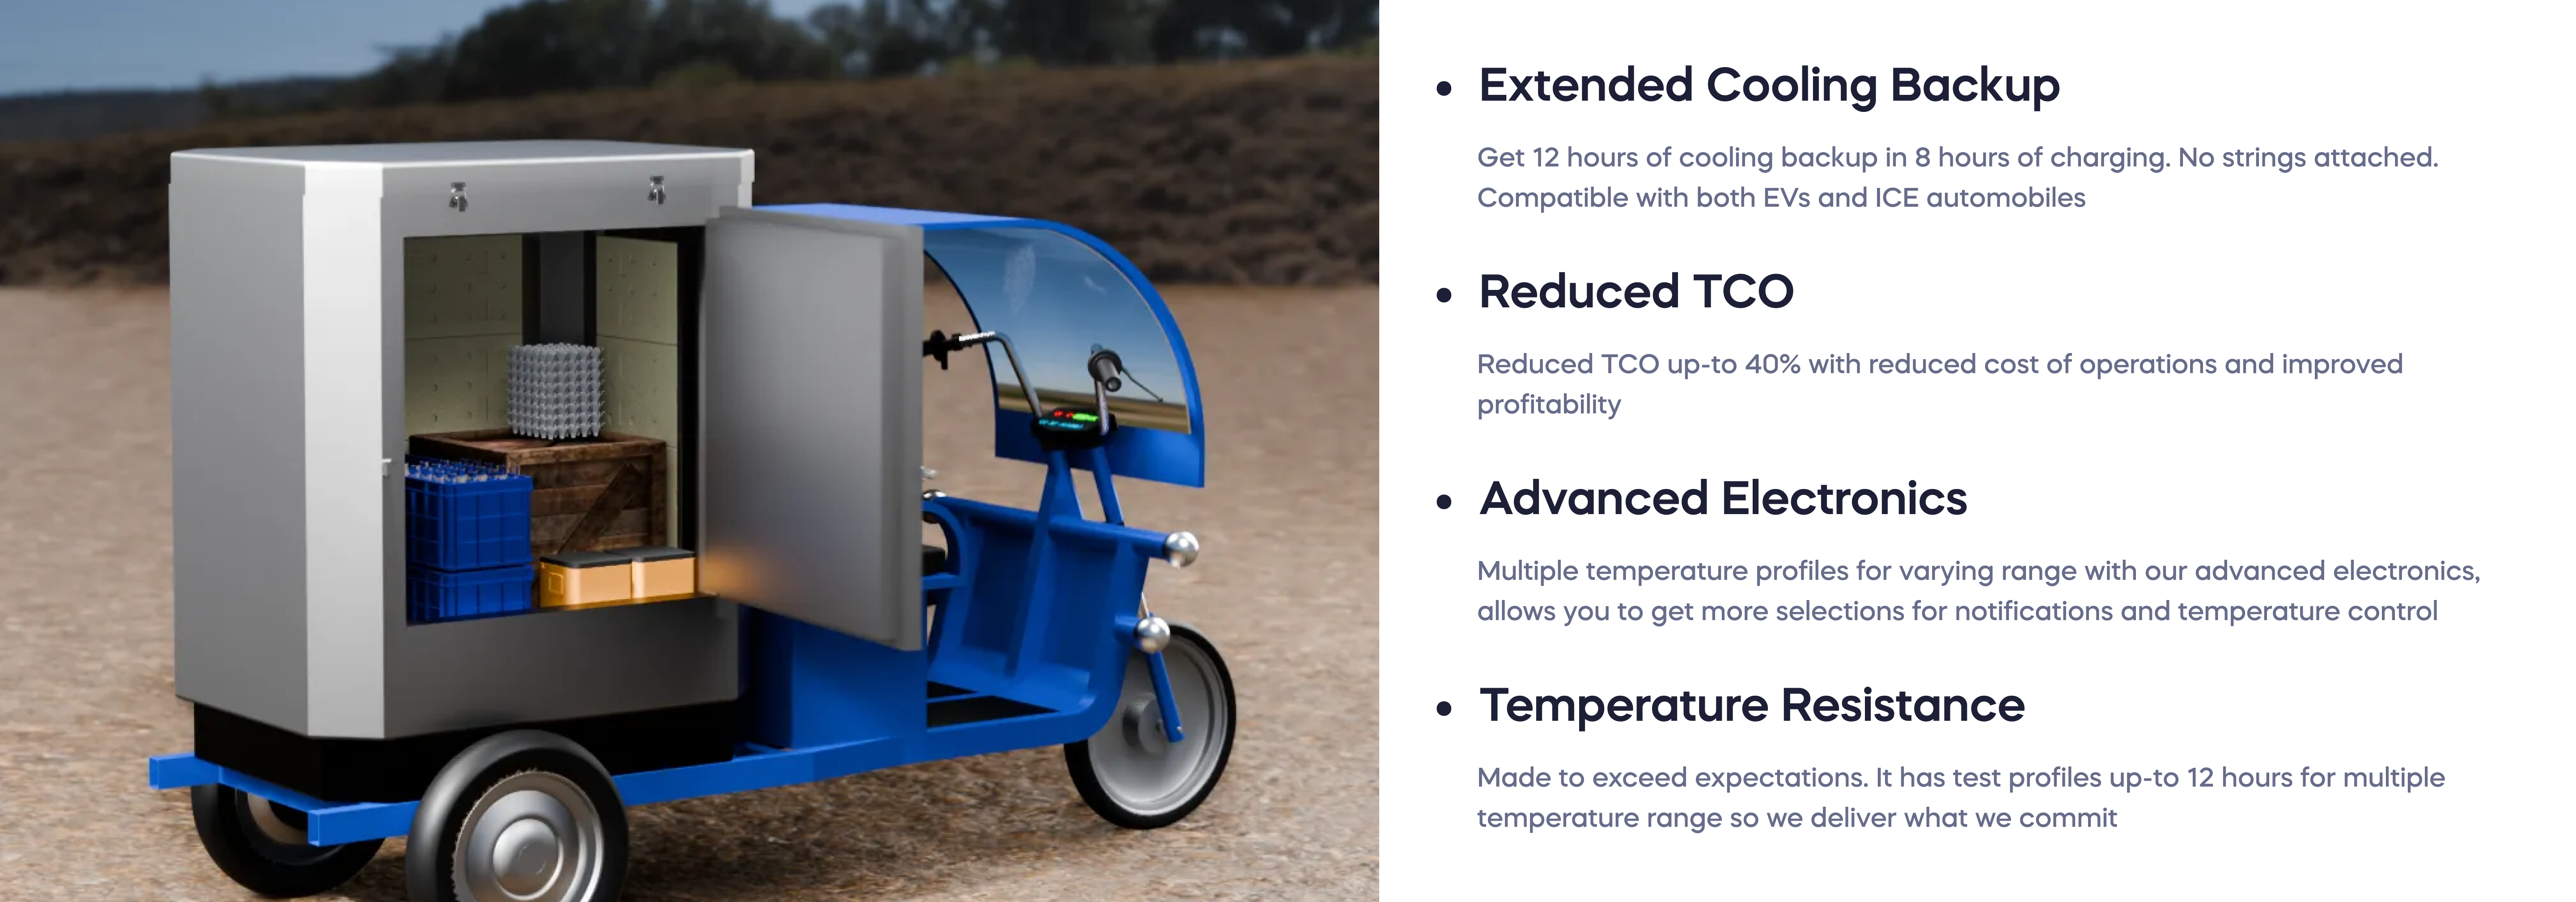 • Extended Cooling Backup
Get 12 hours of cooling backup in 8 hours of charging. No strings attached.
Compatible with both EVs and ICE automobiles
• Reduced TCO
Reduced TCO up-to 40% with reduced cost of operations and improved
profitability
• Advanced Electronics
Multiple temperature profiles for varying range with our advanced electronics,
allows you to get more selections for notifications and temperature control
• Temperature Resistance
Made to exceed expectations. It has test profiles up-to 12 hours for multiple
temperature range so we deliver what we commit